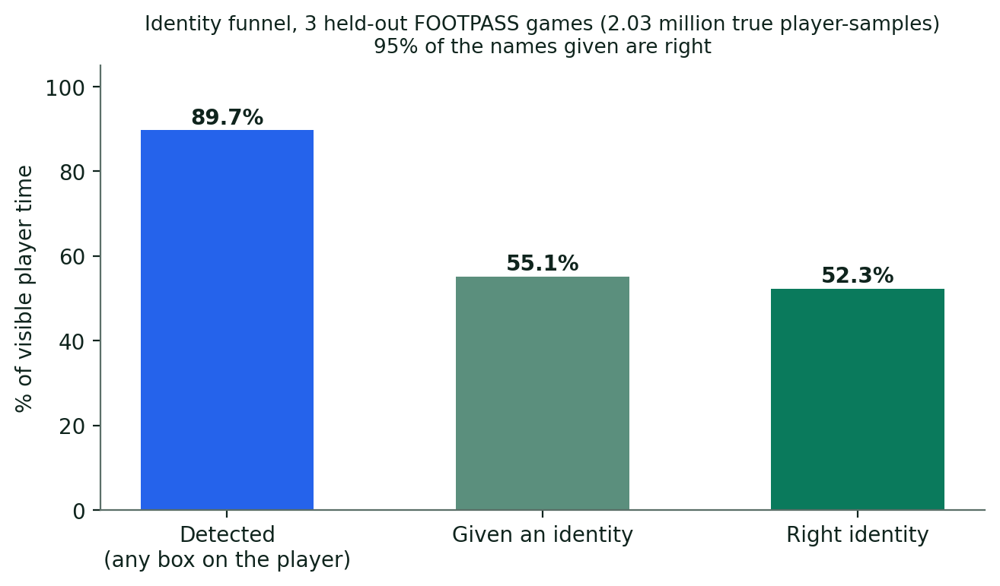 Identity funnel, 3 held-out FOOTPASS games (2.03 million true player-samples)
95% of the names given are right
% of visible player time
100
80
60
40
20
0
89.7%
55.1%
52.3%
Detected
(any box on the player)
Given an identity
Right identity